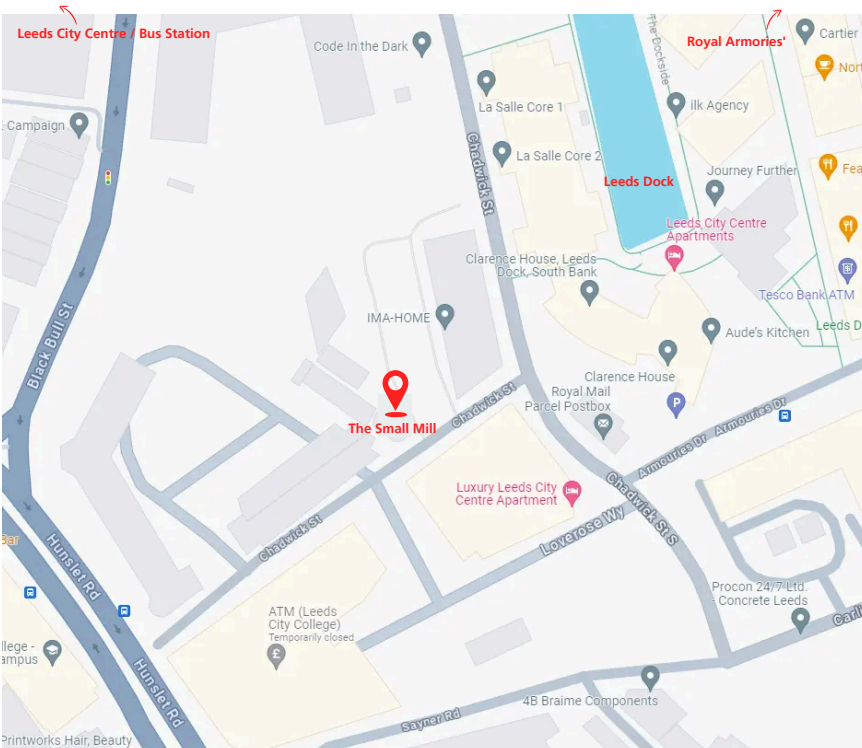 Leeds City Centre / Bus Station
Royal Armories'
Cartier
Code In the Dark
The Dockside
Nort
La Salle Core 1
ilk Agency
Campaign
Chadwick St
La Salle Core 2
Journey Further
Fea
Leeds Dock
Leeds City Centre
Apartments
Clarence House, Leeds
Dock, South Bank
Tesco Bank ATM
Black Bull St
IMA-HOME
Aude's Kitchen
Leeds D
Clarence House
Royal Mail
Parcel Postbox
P
Chadwick St
The Small Mill
Armouries Dr
Armouries Dr
Luxury Leeds City
Centre Apartment
Chadwick St S
Loverose Wy
Chadwick St
Bar
Hunslet Rd
Procon 24/7 Ltd.
- Concrete Leeds
ATM (Leeds
City College)
Temporarily closed
£
Carli
llege -
ampus
Hunslet Rd
4B Braime Components
Sayner Rd
Printworks Hair, Beauty